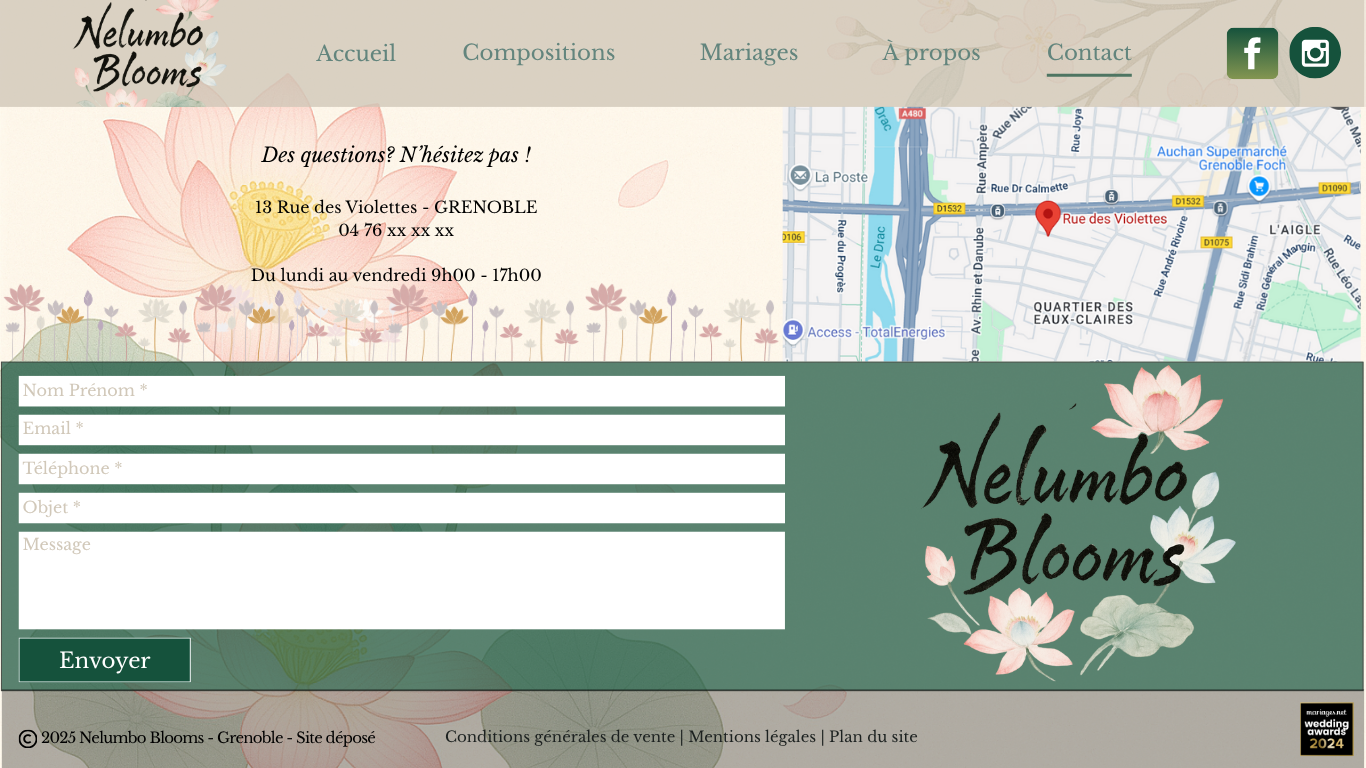 Nelumbo
Blooms
Accueil
Compositions
Mariages
À propos
Contact
Des questions? N’hésitez pas !
13 Rue des Violettes - GRENOBLE
04 76 xx xx xx
Du lundi au vendredi 9h00 - 17h00
A480
Le Drac
Rue Ampère
Rue Joya
Auchan Supermarché
Grenoble Foch
La Poste
Rue Dr Calmette
D1532
D1532
D1090
Rue des Violettes
D106
D1075
L'AIGLE
Rue du Progrès
Av. Rhin et Danube
Rue André Rivoire
Rue Sidi Brahim
Rue Général Mangin
QUARTIER DES
EAUX-CLAIRES
Access - TotalEnergies
Nom Prénom *
Email *
Téléphone *
Objet *
Message
Envoyer
Nelumbo
Blooms
© 2025 Nelumbo Blooms - Grenoble - Site déposé
Conditions générales de vente | Mentions légales | Plan du site
mariages.net
wedding
awards
2024